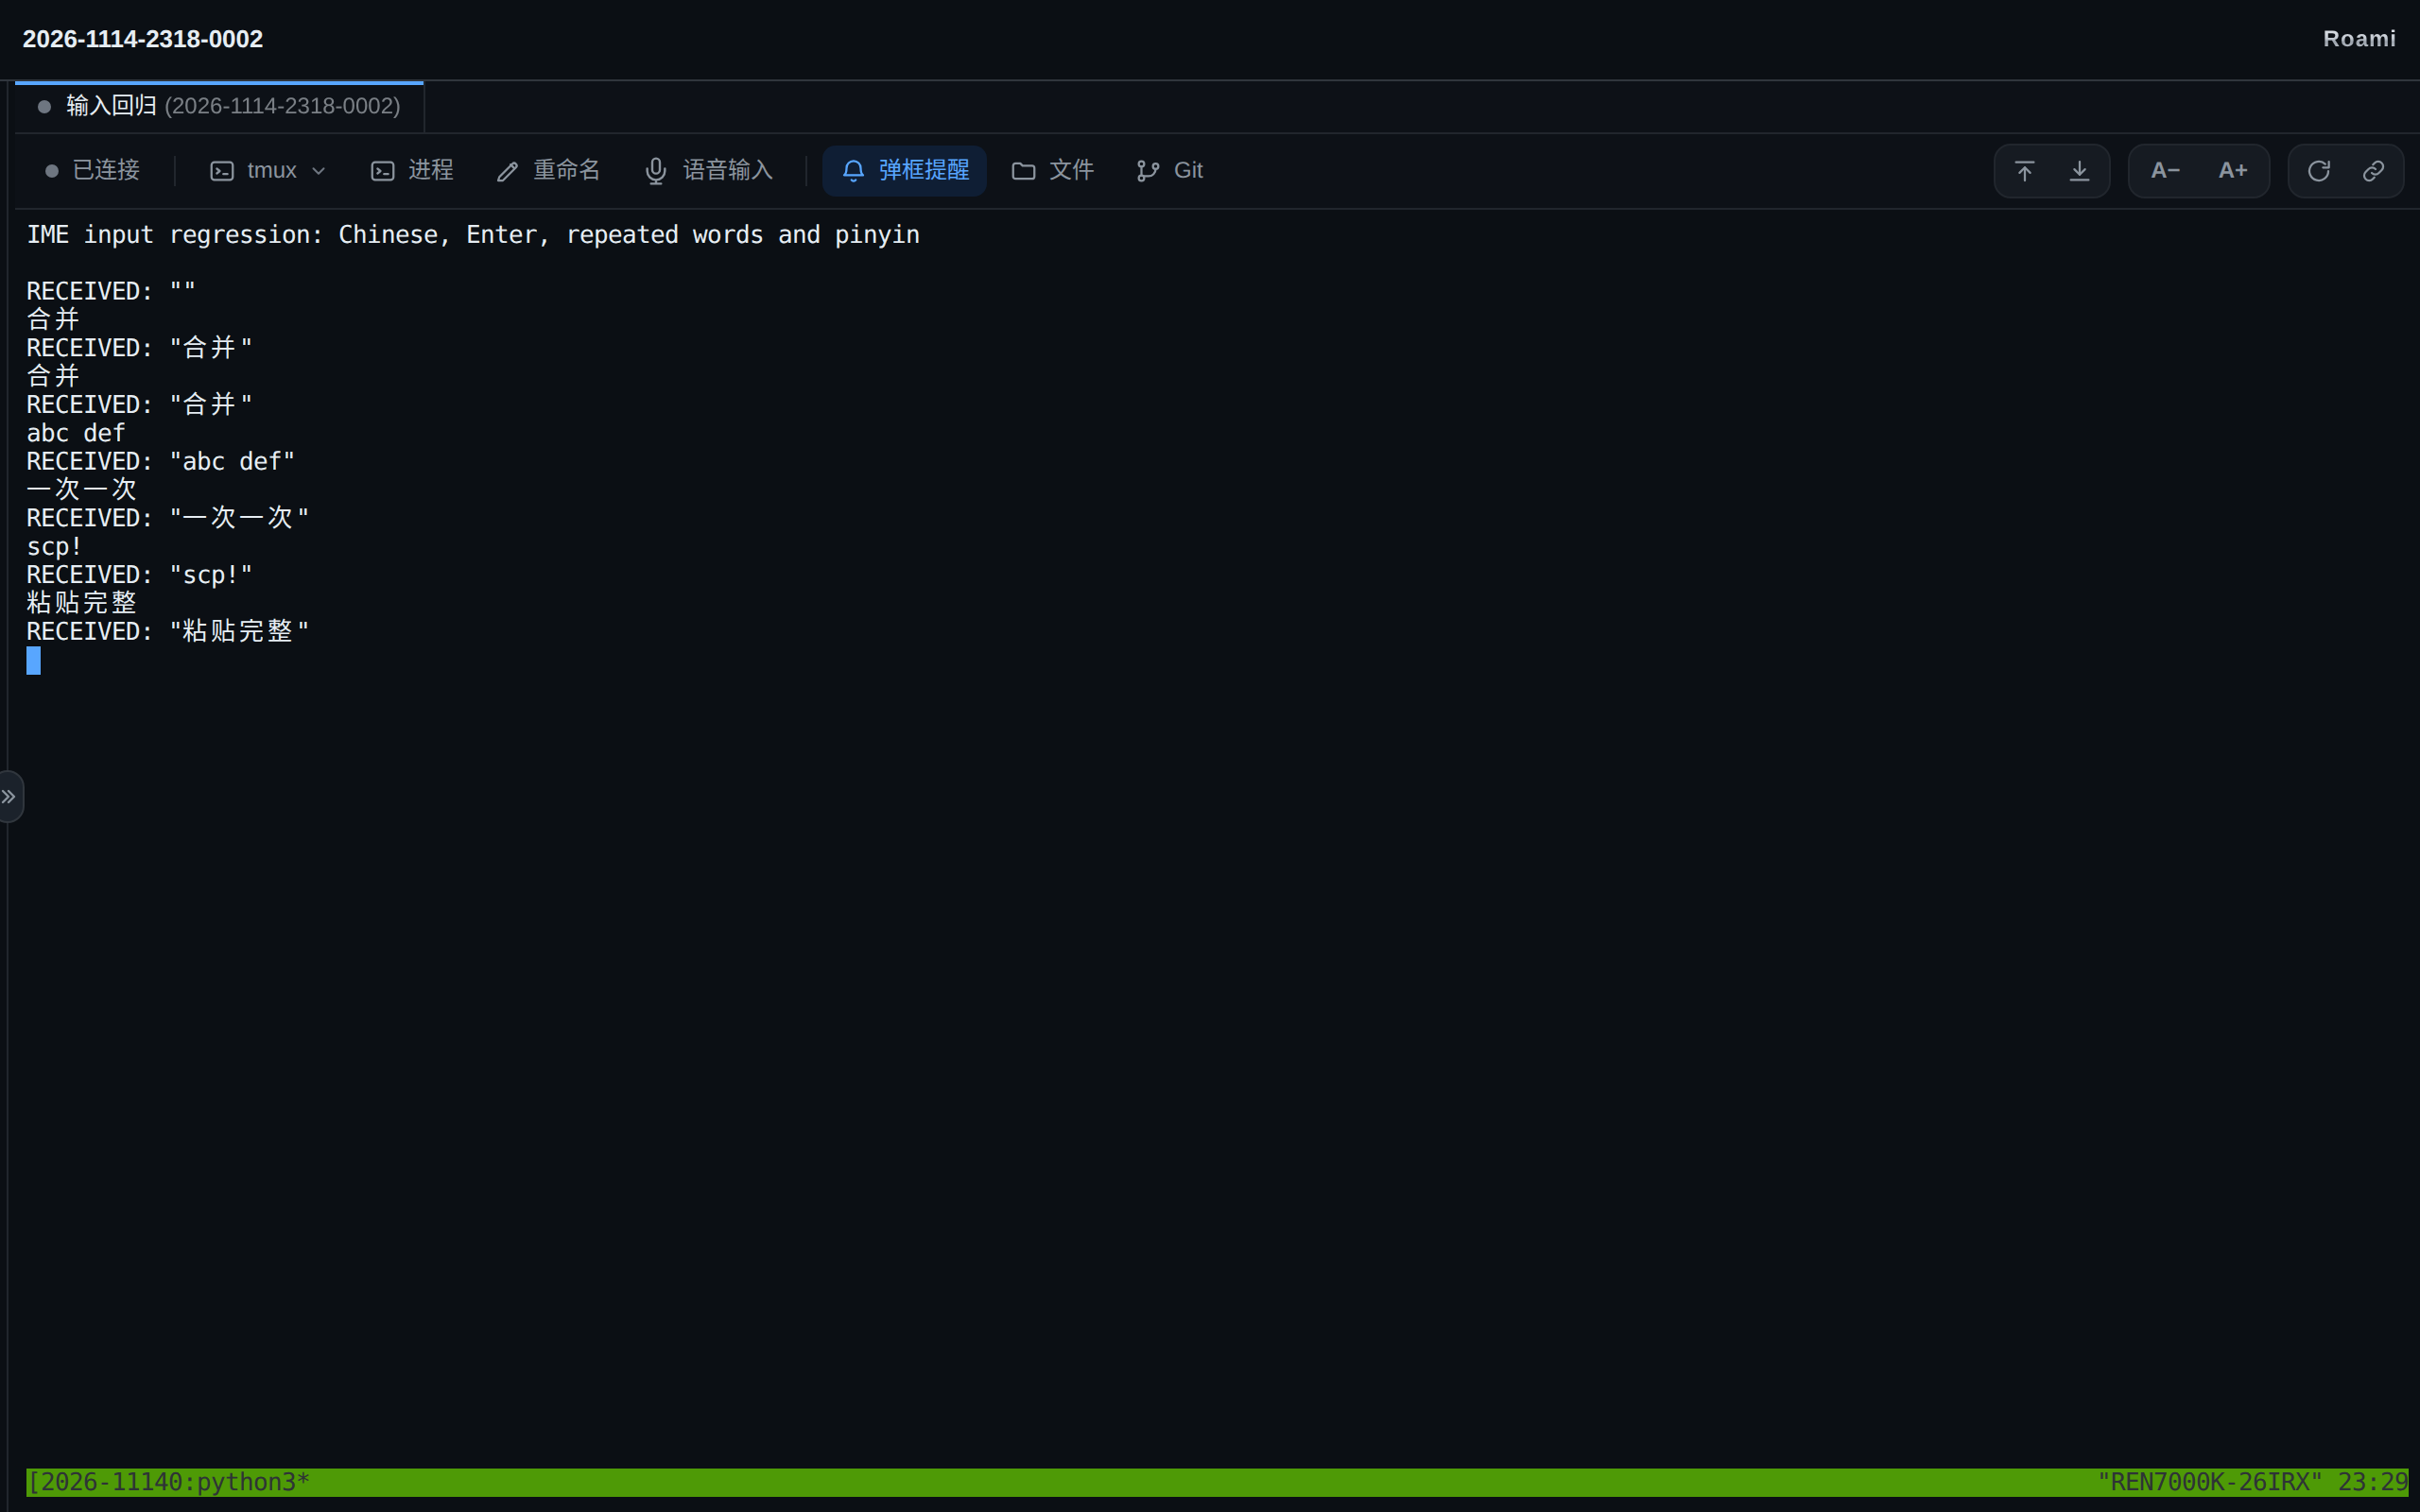 2026-1114-2318-0002
Roami
输入回归 (2026-1114-2318-0002)
已连接 tmux 进程 重命名 语音输入 弹框提醒 文件 Git A− A+
IME input regression: Chinese, Enter, repeated words and pinyin
RECEIVED: ""
合并
RECEIVED: "合并"
合并
RECEIVED: "合并"
abc def
RECEIVED: "abc def"
一次一次
RECEIVED: "一次一次"
scp!
RECEIVED: "scp!"
粘贴完整
RECEIVED: "粘贴完整"
[2026-11140:python3* "REN7000K-26IRX" 23:29